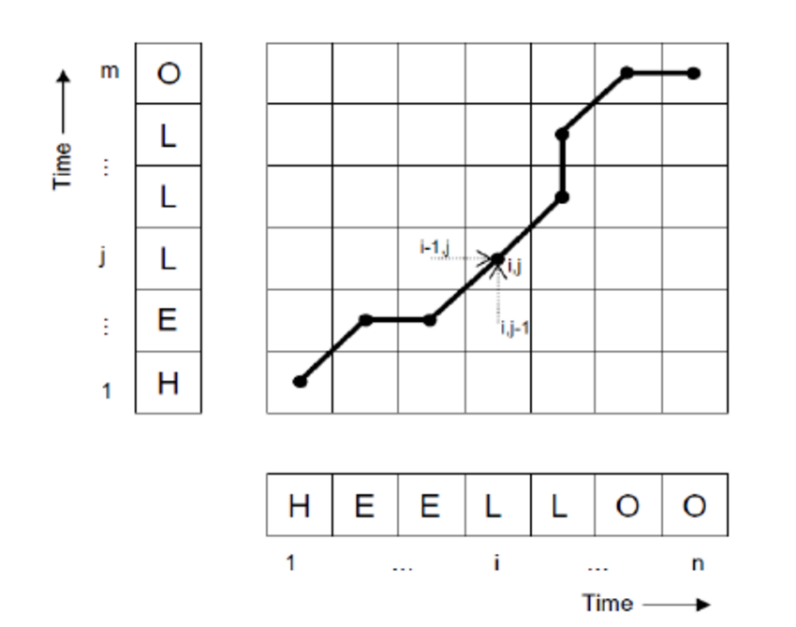 m O
L
⋮
Time
L
i-1,j
j L i,j
⋮ E i,j-1
1 H
H E E L L O O
1 ... i ... n
Time